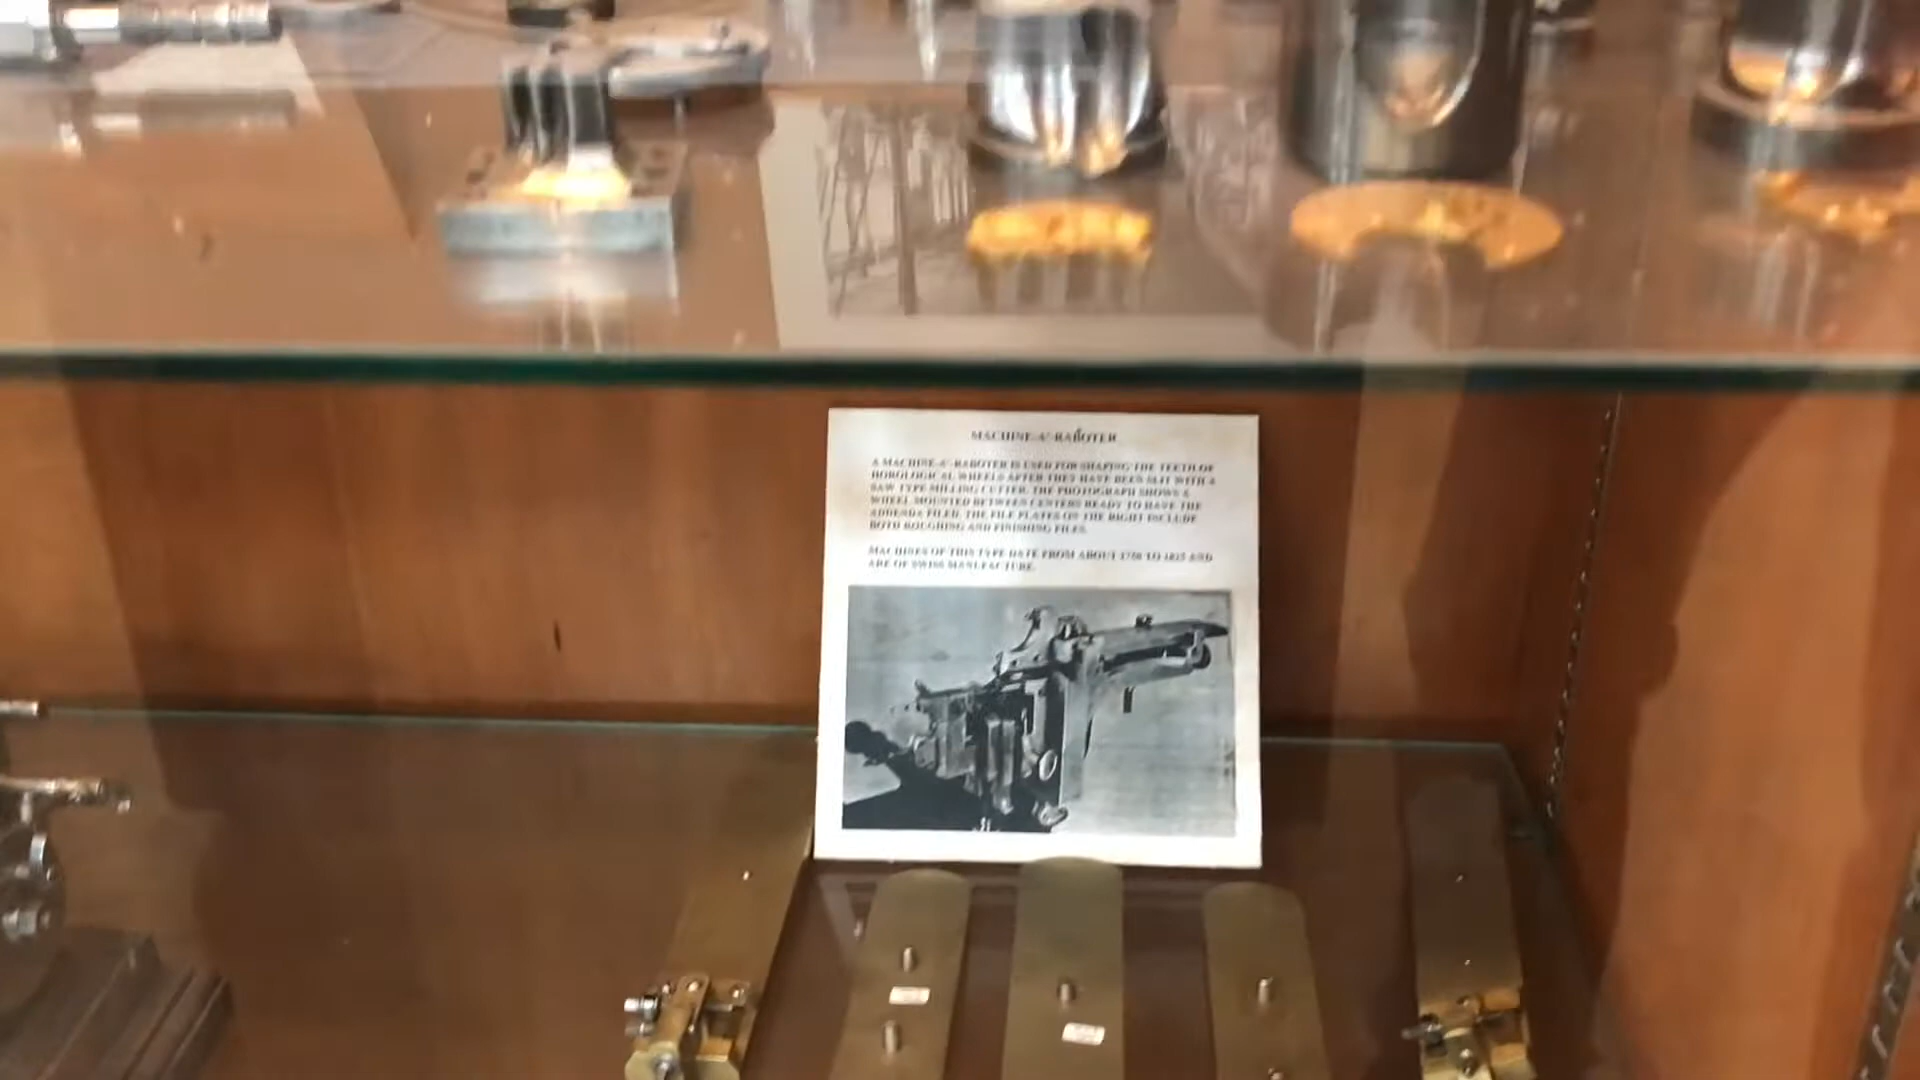 MACHINE-A'-RABOTER
A MACHINE-A'-RABOTER IS USED FOR SHAPING THE TEETH OF
HOROLOGICAL WHEELS AFTER THEY HAVE BEEN SLIT WITH A
SAW TYPE MILLING CUTTER. THE PHOTOGRAPH SHOWS A
WHEEL MOUNTED BETWEEN CENTERS READY TO HAVE THE
ADDENDA FILED. THE FILE PLATES ON THE RIGHT INCLUDE
BOTH ROUGHING AND FINISHING FILES.
MACHINES OF THIS TYPE DATE FROM ABOUT TO AND
ARE OF SWISS MANUFACTURE.